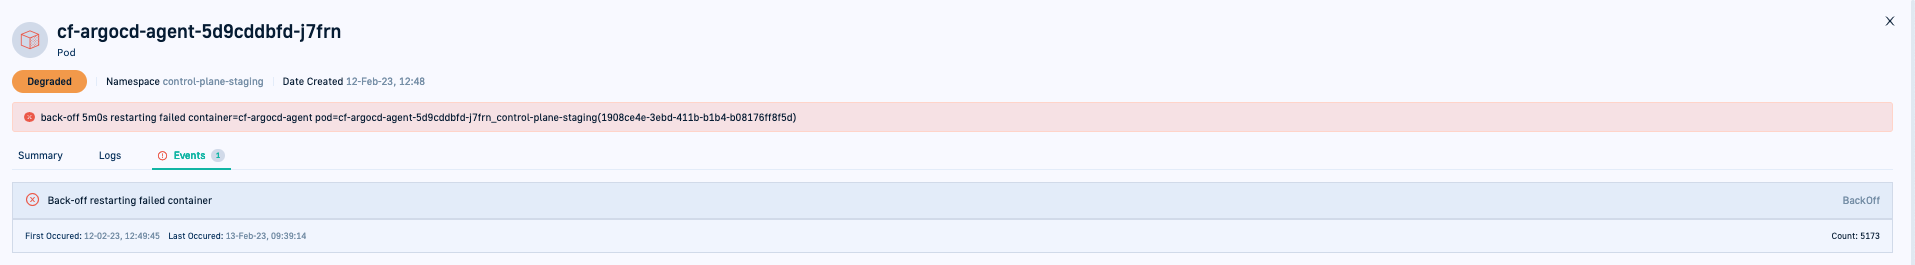 cf-argocd-agent-5d9cddbfd-j7frn
Pod
Degraded Namespace control-plane-staging Date Created 12-Feb-23, 12:48
back-off 5m0s restarting failed container=cf-argocd-agent pod=cf-argocd-agent-5d9cddbfd-j7frn_control-plane-staging(1908ce4e-3ebd-411b-b1b4-b08176ff8f5d)
Summary Logs Events 1
Back-off restarting failed container BackOff
First Occured: 12-02-23, 12:49:45 Last Occured: 13-Feb-23, 09:39:14 Count: 5173